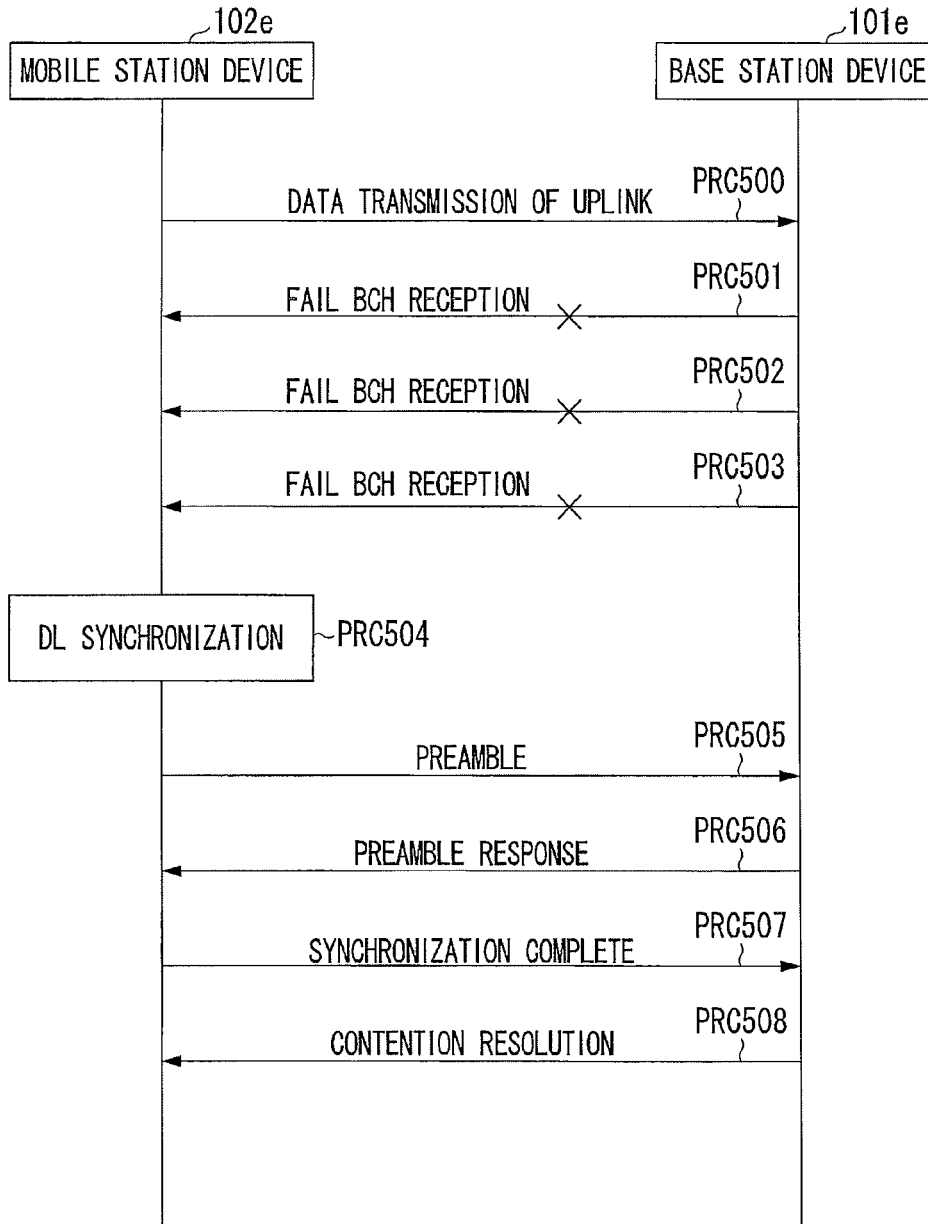 102e
101e
MOBILE STATION DEVICE
BASE STATION DEVICE
PRC500
DATA TRANSMISSION OF UPLINK
PRC501
FAIL BCH RECEPTION
PRC502
FAIL BCH RECEPTION
PRC503
FAIL BCH RECEPTION
DL SYNCHRONIZATION
PRC504
PRC505
PREAMBLE
PRC506
PREAMBLE RESPONSE
PRC507
SYNCHRONIZATION COMPLETE
PRC508
CONTENTION RESOLUTION